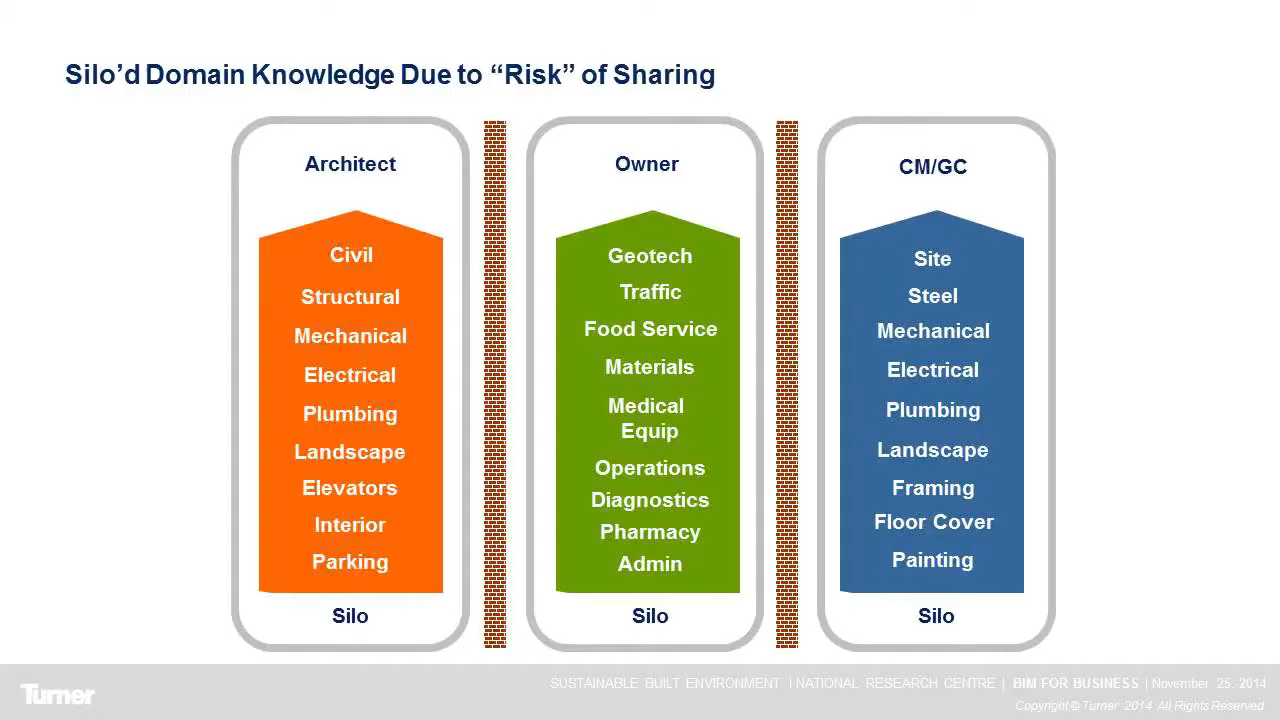 Silo’d Domain Knowledge Due to “Risk” of Sharing
Architect
Civil
Structural
Mechanical
Electrical
Plumbing
Landscape
Elevators
Interior
Parking
Silo
Owner
Geotech
Traffic
Food Service
Materials
Medical
Equip
Operations
Diagnostics
Pharmacy
Admin
Silo
CM/GC
Site
Steel
Mechanical
Electrical
Plumbing
Landscape
Framing
Floor Cover
Painting
Silo
Turner
SUSTAINABLE BUILT ENVIRONMENT | NATIONAL RESEARCH CENTRE | BIM FOR BUSINESS | November 25 2014
Copyright © Turner 2014 All Rights Reserved